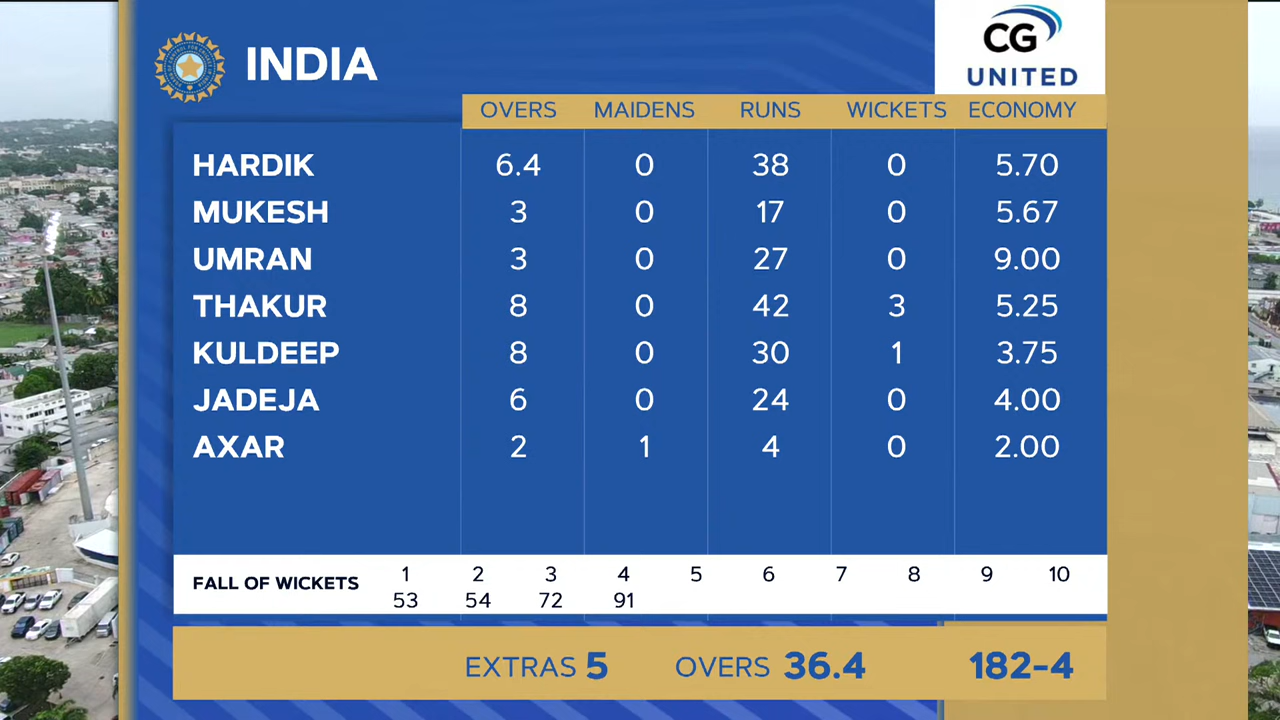 INDIA
CG
UNITED
OVERS MAIDENS RUNS WICKETS ECONOMY
HARDIK 6.4 0 38 0 5.70
MUKESH 3 0 17 0 5.67
UMRAN 3 0 27 0 9.00
THAKUR 8 0 42 3 5.25
KULDEEP 8 0 30 1 3.75
JADEJA 6 0 24 0 4.00
AXAR 2 1 4 0 2.00
FALL OF WICKETS 1 2 3 4 5 6 7 8 9 10
53 54 72 91
EXTRAS 5 OVERS 36.4 182-4